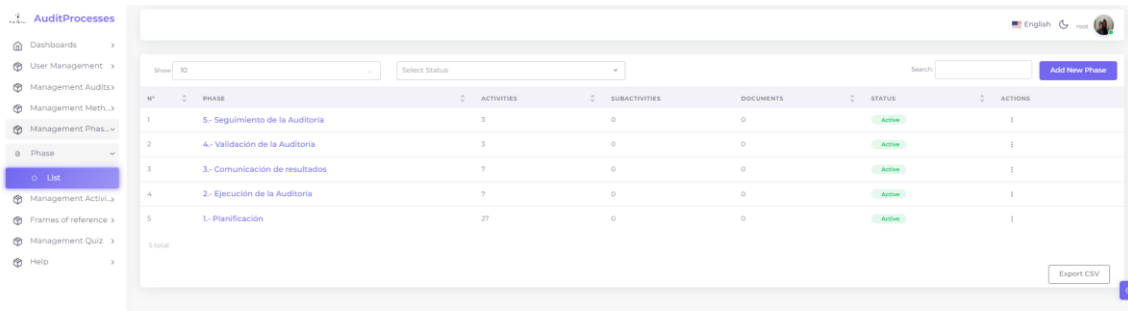 AuditProcesses
English root
Dashboards
User Management
Management Audits
Management Meth...
Management Phas...
Phase
List
Management Activi...
Frames of reference
Management Quiz
Help
Show 10 Select Status Search: Add New Phase
Nº PHASE ACTIVITIES SUBACTIVITIES DOCUMENTS STATUS ACTIONS
1 5.- Seguimiento de la Auditoría 3 0 0 Active
2 4.- Validación de la Auditoría 3 0 0 Active
3 3.- Comunicación de resultados 7 0 0 Active
4 2.- Ejecución de la Auditoría 7 0 0 Active
5 1.- Planificación 27 0 0 Active
5 total
Export CSV